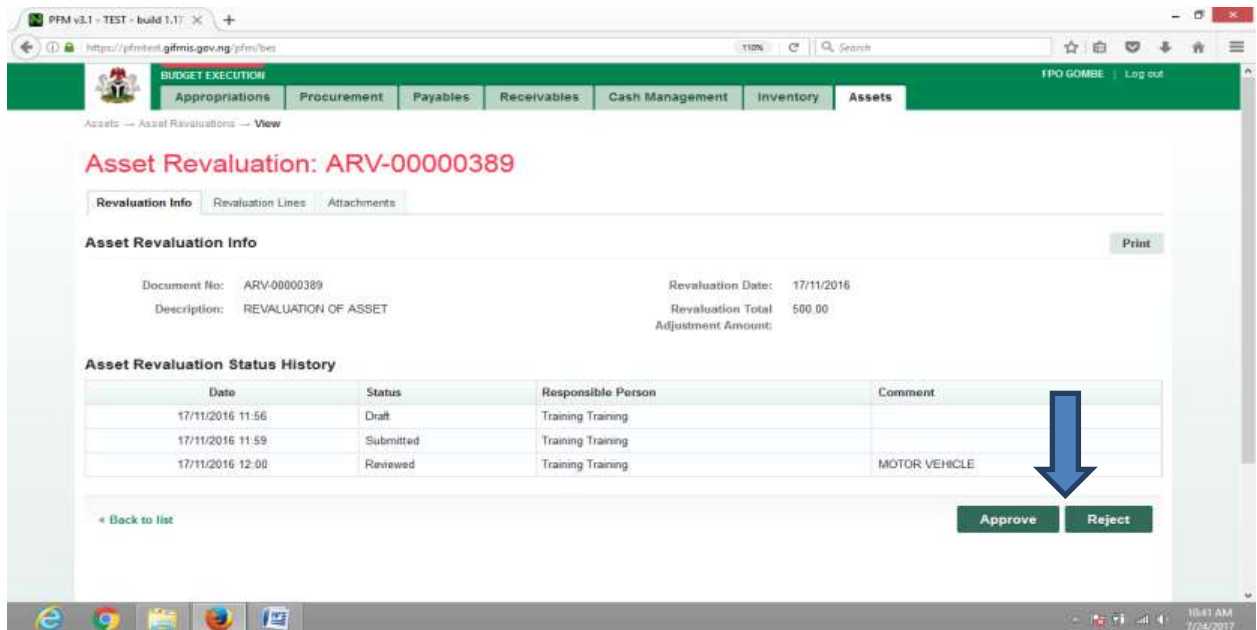 PFM v3.1 - TEST - build 1.17
https://pfmtest.gifmis.gov.ng/pfm/bes
110%
Search
BUDGET EXECUTION
FPO GOMBE | Log out
Appropriations Procurement Payables Receivables Cash Management Inventory Assets
Assets → Asset Revaluations → View
Asset Revaluation: ARV-00000389
Revaluation Info Revaluation Lines Attachments
Asset Revaluation Info
Print
Document No: ARV-00000389 Revaluation Date: 17/11/2016
Description: REVALUATION OF ASSET Revaluation Total 500.00
Adjustment Amount:
Asset Revaluation Status History
Date Status Responsible Person Comment
17/11/2016 11:56 Draft Training Training
17/11/2016 11:59 Submitted Training Training
17/11/2016 12:00 Reviewed Training Training MOTOR VEHICLE
Back to list
Approve Reject
10:41 AM
7/24/2017